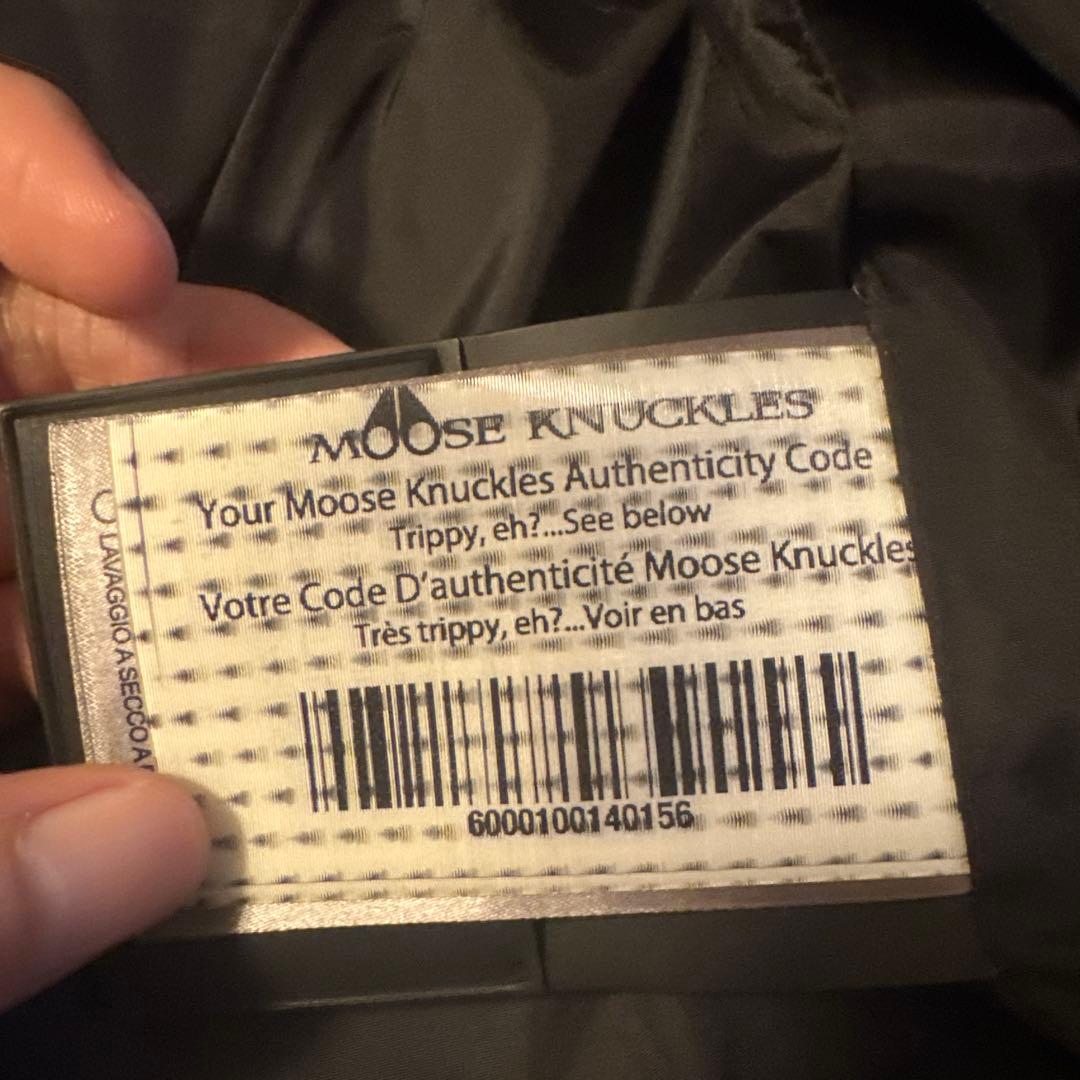 MOOSE KNUCKLES
Your Moose Knuckles Authenticity Code
Trippy, eh?...See below
Votre Code D'authenticité Moose Knuckles
Très trippy, eh?...Voir en bas
6000100140156
LAVAGGIO A SECCO A